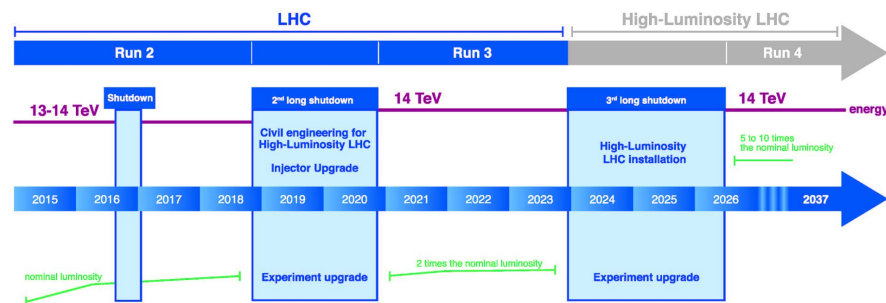 LHC
High-Luminosity LHC
Run 2
Run 3
Run 4
13-14 TeV
Shutdown
2nd long shutdown
14 TeV
3rd long shutdown
14 TeV
energy
Civil engineering for
High-Luminosity LHC
Injector Upgrade
High-Luminosity
LHC installation
5 to 10 times
the nominal luminosity
2015
2016
2017
2018
2019
2020
2021
2022
2023
2024
2025
2026
2037
nominal luminosity
Experiment upgrade
2 times the nominal luminosity
Experiment upgrade